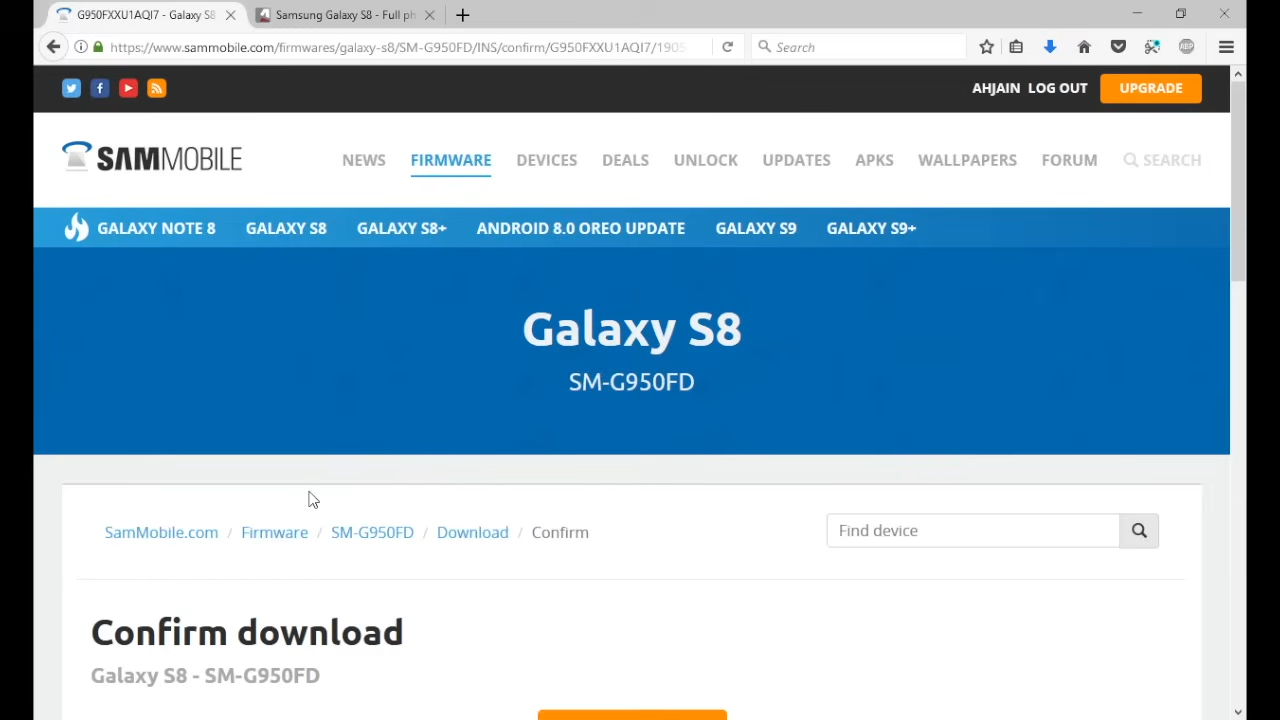 G950FXXU1AQI7 - Galaxy S8
Samsung Galaxy S8 - Full ph
https://www.sammobile.com/firmwares/galaxy-s8/SM-G950FD/INS/confirm/G950FXXU1AQI7/1905
Search
ABP
AHJAIN LOG OUT UPGRADE
SAMMOBILE
NEWS FIRMWARE DEVICES DEALS UNLOCK UPDATES APKS WALLPAPERS FORUM SEARCH
GALAXY NOTE 8 GALAXY S8 GALAXY S8+ ANDROID 8.0 OREO UPDATE GALAXY S9 GALAXY S9+
Galaxy S8
SM-G950FD
SamMobile.com / Firmware / SM-G950FD / Download / Confirm
Find device
Confirm download
Galaxy S8 - SM-G950FD